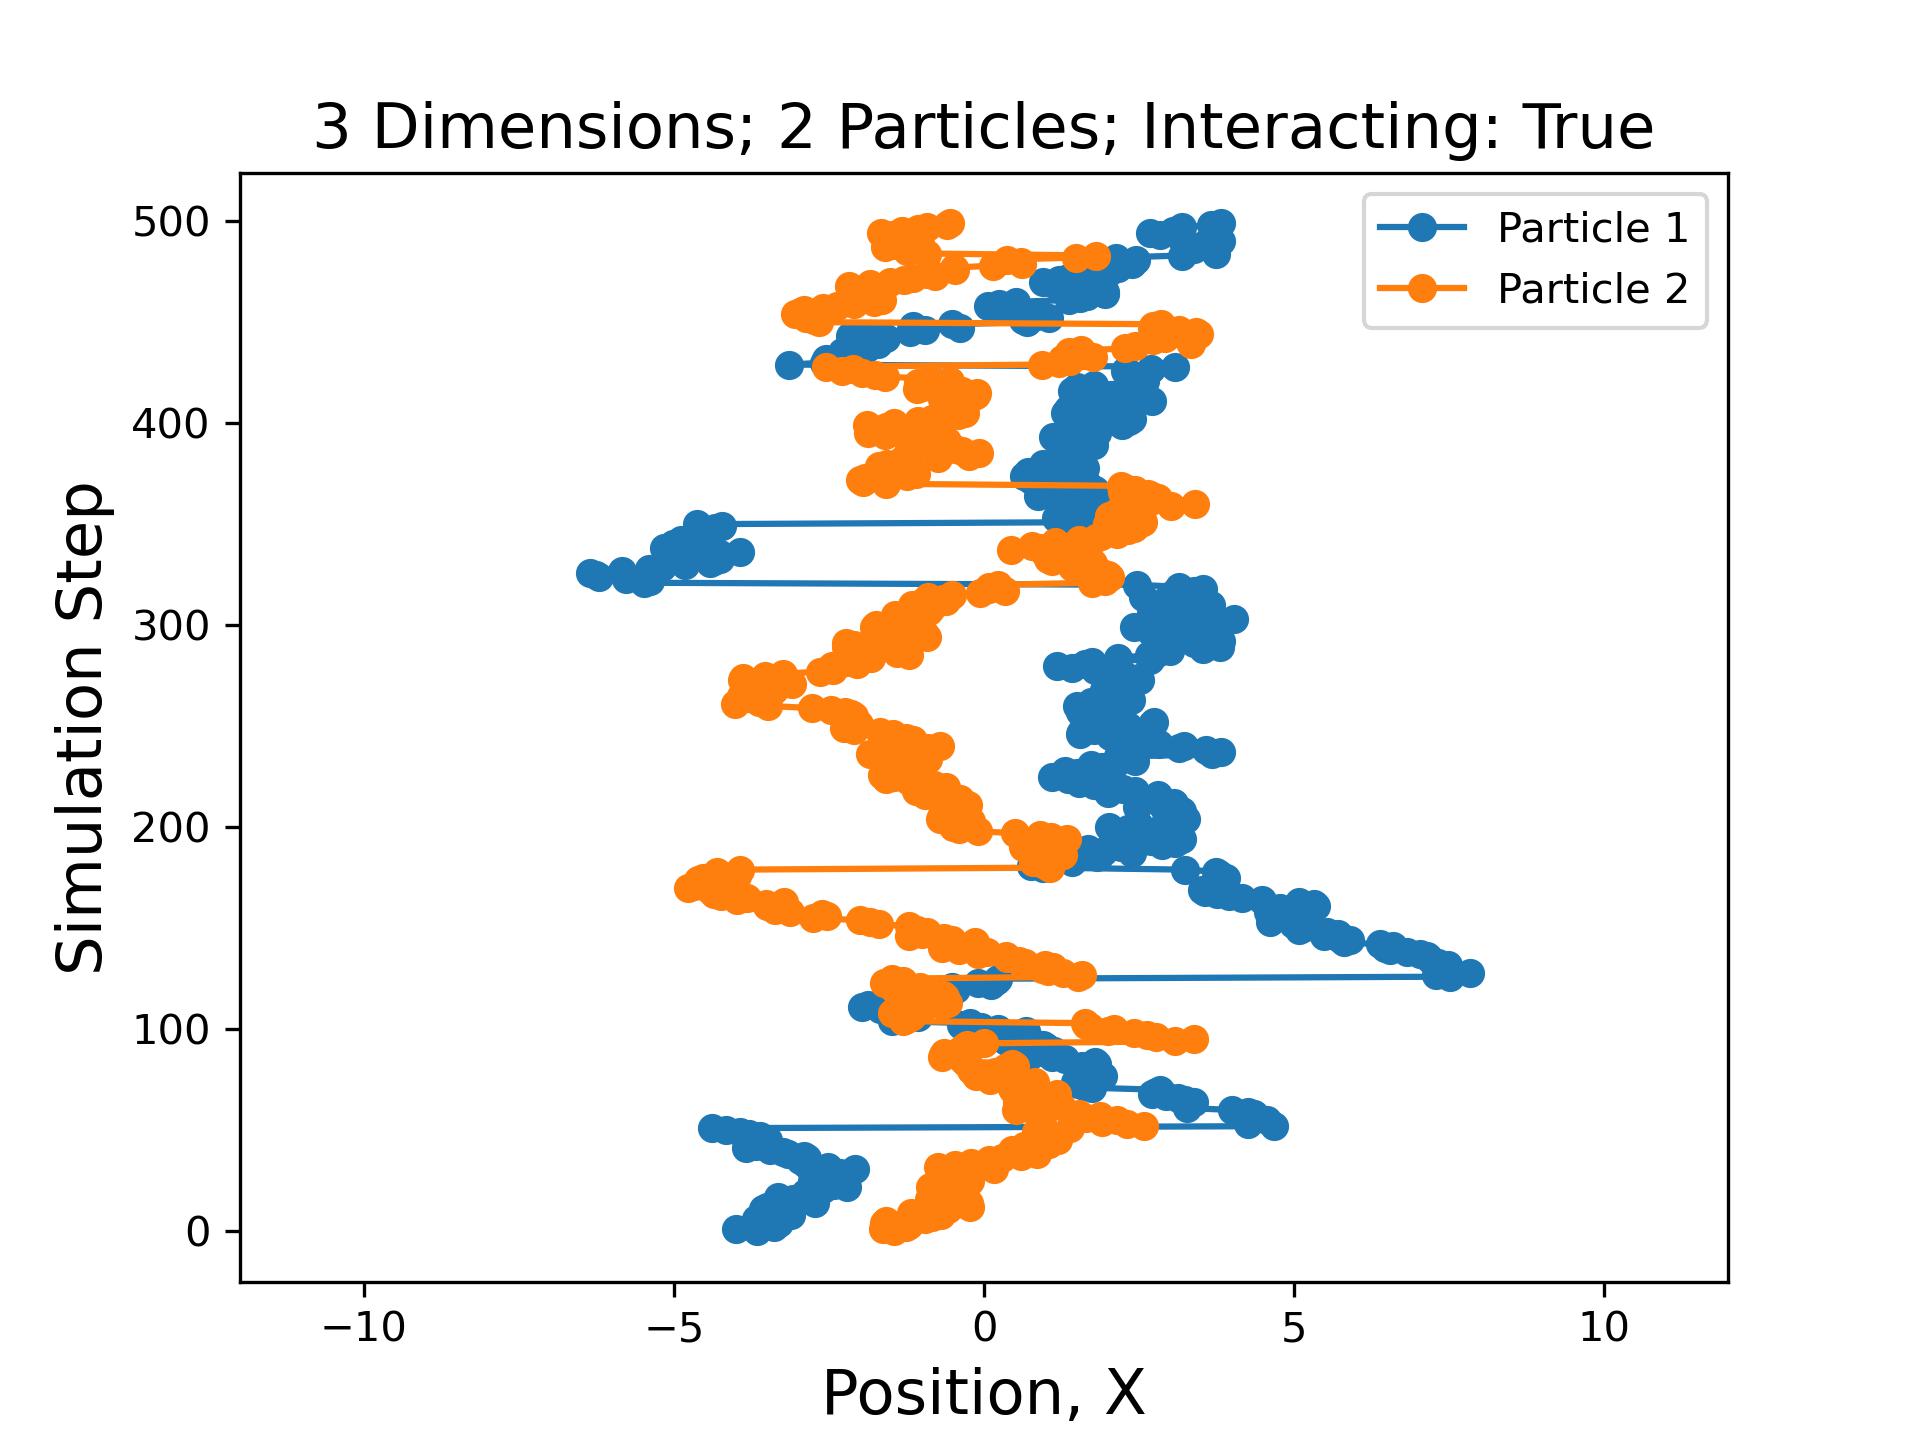 3 Dimensions; 2 Particles; Interacting: True
Particle 1
Particle 2
Simulation Step
500
400
300
200
100
0
−10
−5
0
5
10
Position, X